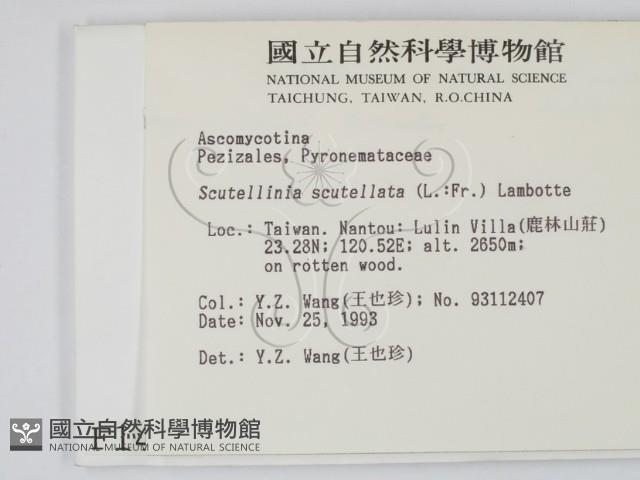 國立自然科學博物館
NATIONAL MUSEUM OF NATURAL SCIENCE
TAICHUNG, TAIWAN, R.O.CHINA
Ascomycotina
Pezizales, Pyronemataceae
Scutellinia scutellata (L.:Fr.) Lambotte
Loc.: Taiwan. Nantou: Lulin Villa(鹿林山莊)
23.28N; 120.52E; alt. 2650m;
on rotten wood.
Col.: Y.Z. Wang(王也珍); No. 93112407
Date: Nov. 25, 1993
Det.: Y.Z. Wang(王也珍)
國立自然科學博物館
NATIONAL MUSEUM OF NATURAL SCIENCE